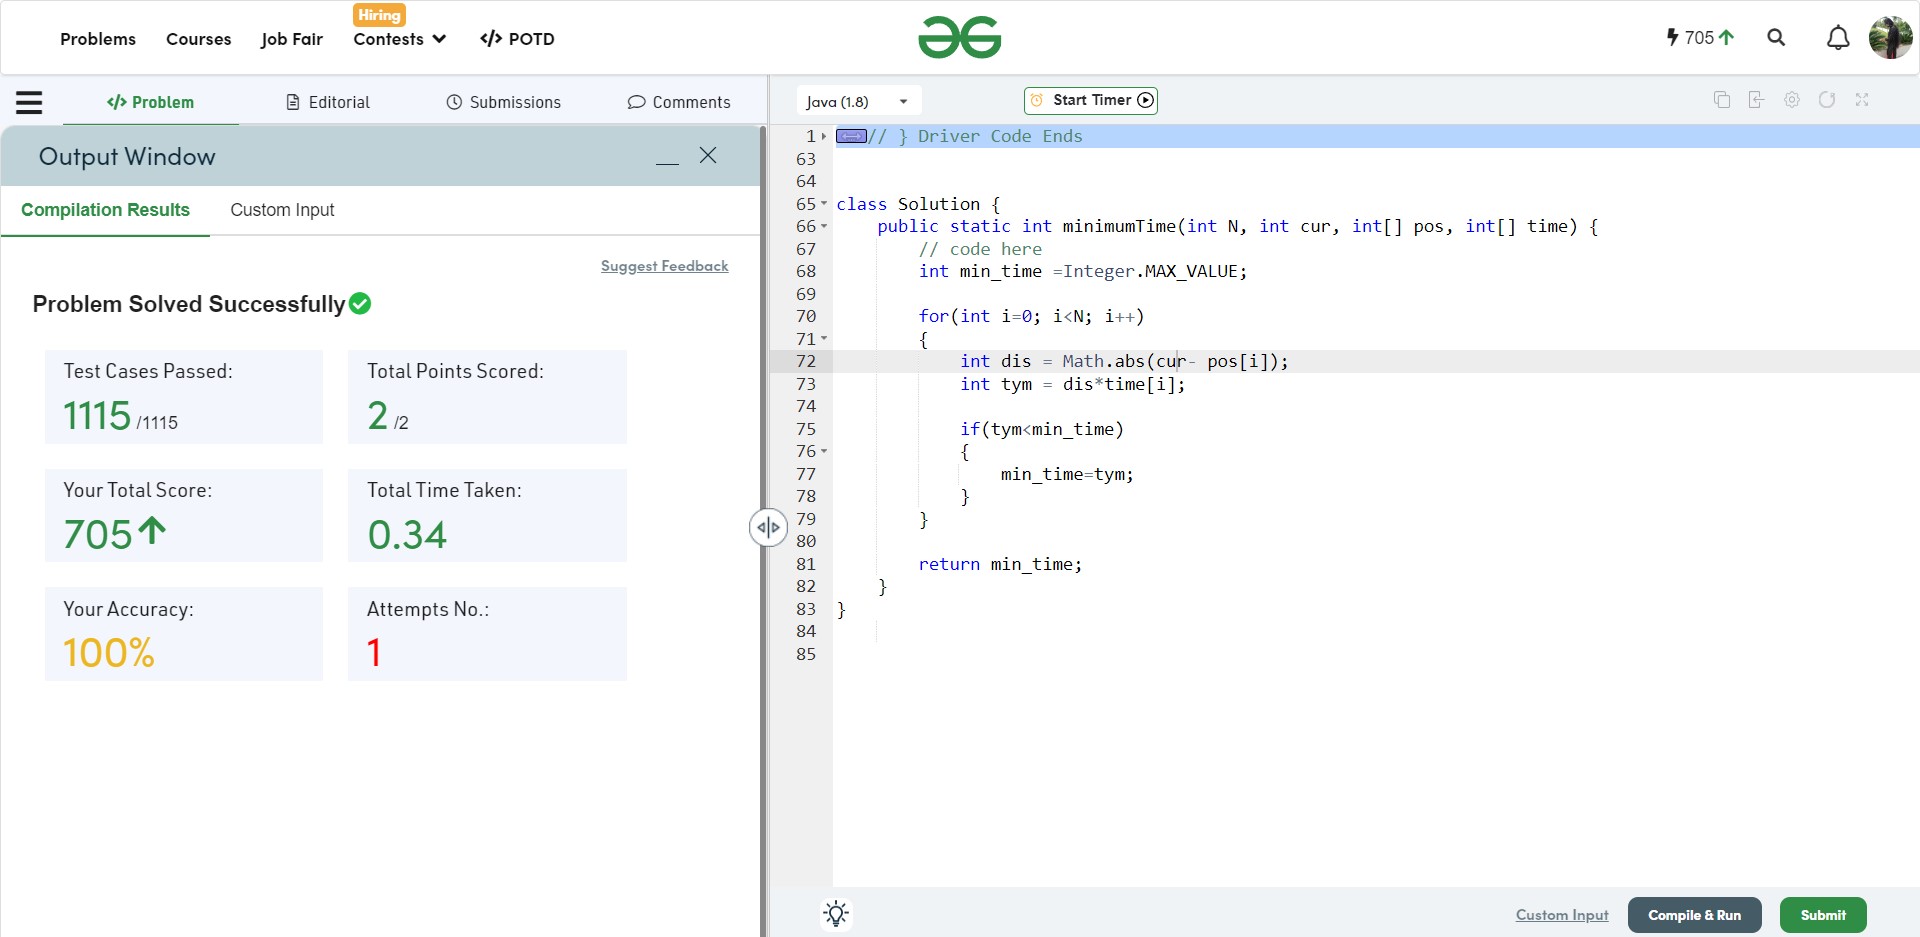 Hiring
Problems Courses Job Fair Contests </> POTD
705
</> Problem Editorial Submissions Comments
Java (1.8) Start Timer
Output Window
Compilation Results Custom Input
Suggest Feedback
Problem Solved Successfully
Test Cases Passed: Total Points Scored:
1115 /1115 2 /2
Your Total Score: Total Time Taken:
705 0.34
Your Accuracy: Attempts No.:
100% 1
1 // } Driver Code Ends
63
64
65 class Solution {
66 public static int minimumTime(int N, int cur, int[] pos, int[] time) {
67 // code here
68 int min_time =Integer.MAX_VALUE;
69
70 for(int i=0; i<N; i++)
71 {
72 int dis = Math.abs(cur- pos[i]);
73 int tym = dis*time[i];
74
75 if(tym<min_time)
76 {
77 min_time=tym;
78 }
79 }
80
81 return min_time;
82 }
83 }
84
85
Custom Input Compile & Run Submit